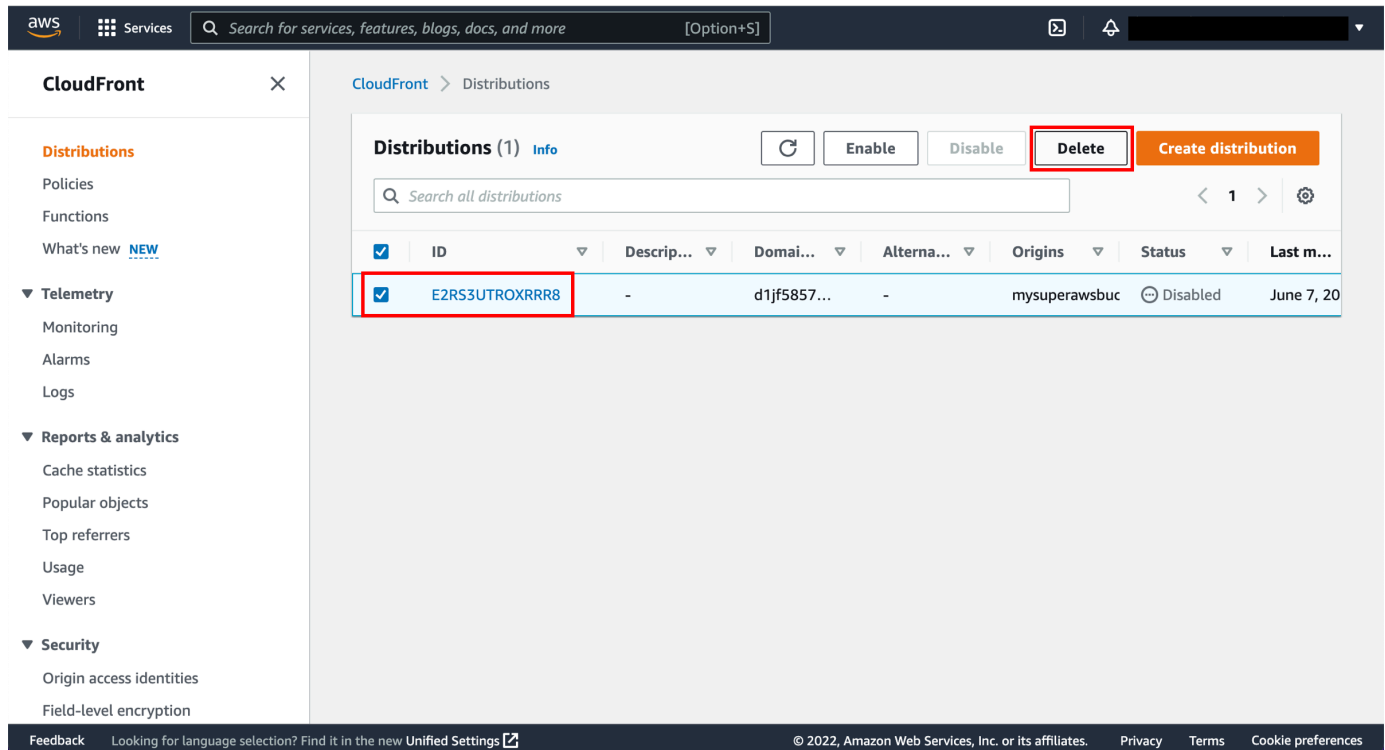 aws Services Search for services, features, blogs, docs, and more [Option+S]
CloudFront
Distributions
Policies
Functions
What's new NEW
Telemetry
Monitoring
Alarms
Logs
Reports & analytics
Cache statistics
Popular objects
Top referrers
Usage
Viewers
Security
Origin access identities
Field-level encryption
CloudFront Distributions
Distributions (1) Info Enable Disable Delete Create distribution
Search all distributions 1
ID Descrip... Domai... Alterna... Origins Status Last m...
E2RS3UTROXRRR8 - d1jf5857... - mysuperawsbuc Disabled June 7, 20
Feedback Looking for language selection? Find it in the new Unified Settings © 2022, Amazon Web Services, Inc. or its affiliates. Privacy Terms Cookie preferences